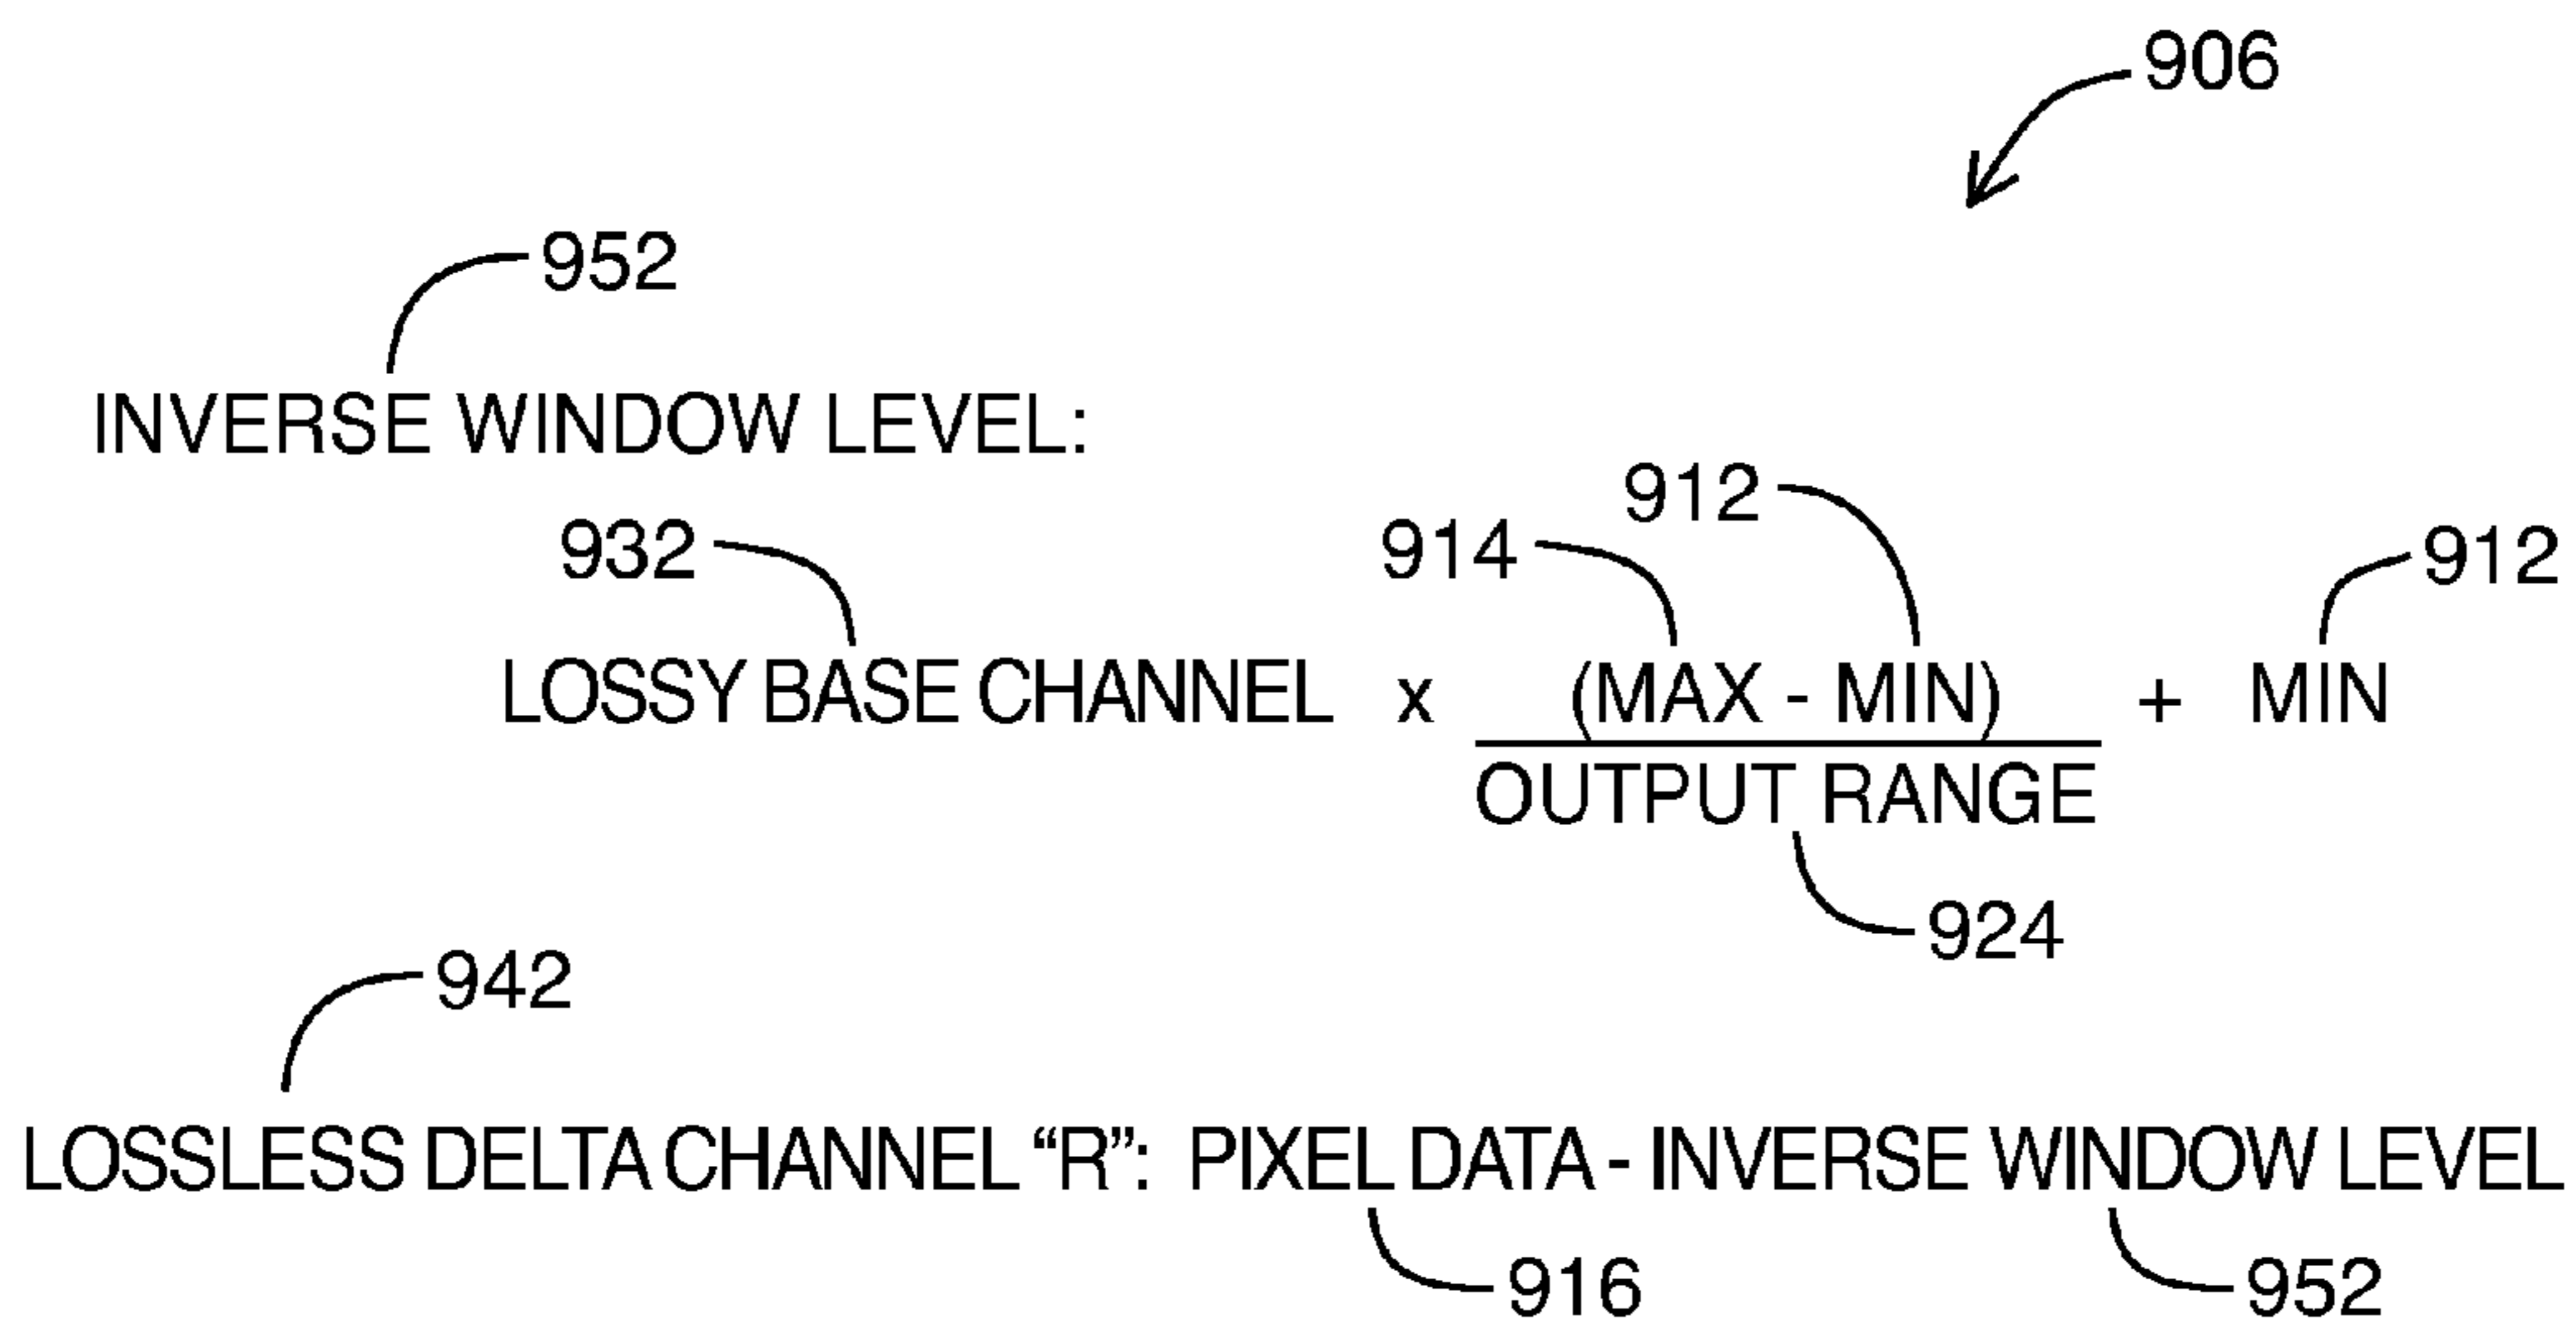 906
952
INVERSE WINDOW LEVEL:
912
932 914 912
LOSSY BASE CHANNEL x (MAX - MIN) + MIN
OUTPUT RANGE
924
942
LOSSLESS DELTA CHANNEL “R”: PIXEL DATA - INVERSE WINDOW LEVEL
916 952